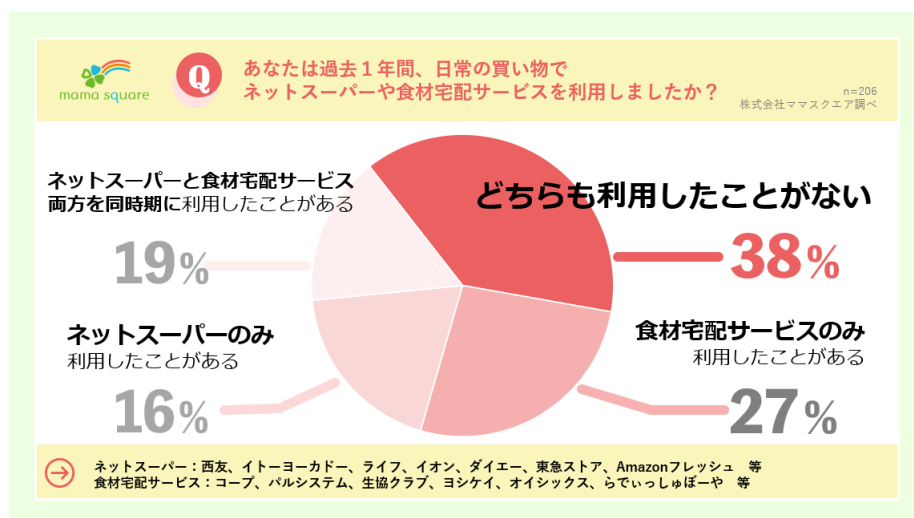 mama square
Q
あなたは過去１年間、日常の買い物で
ネットスーパーや食材宅配サービスを利用しましたか？
n=206
株式会社ママスクエア調べ
ネットスーパーと食材宅配サービス
両方を同時期に利用したことがある
19%
どちらも利用したことがない
38%
ネットスーパーのみ
利用したことがある
16%
食材宅配サービスのみ
利用したことがある
27%
ネットスーパー：西友、イトーヨーカドー、ライフ、イオン、ダイエー、東急ストア、Amazonフレッシュ　等
食材宅配サービス：コープ、パルシステム、生協クラブ、ヨシケイ、オイシックス、らでぃっしゅぼーや　等